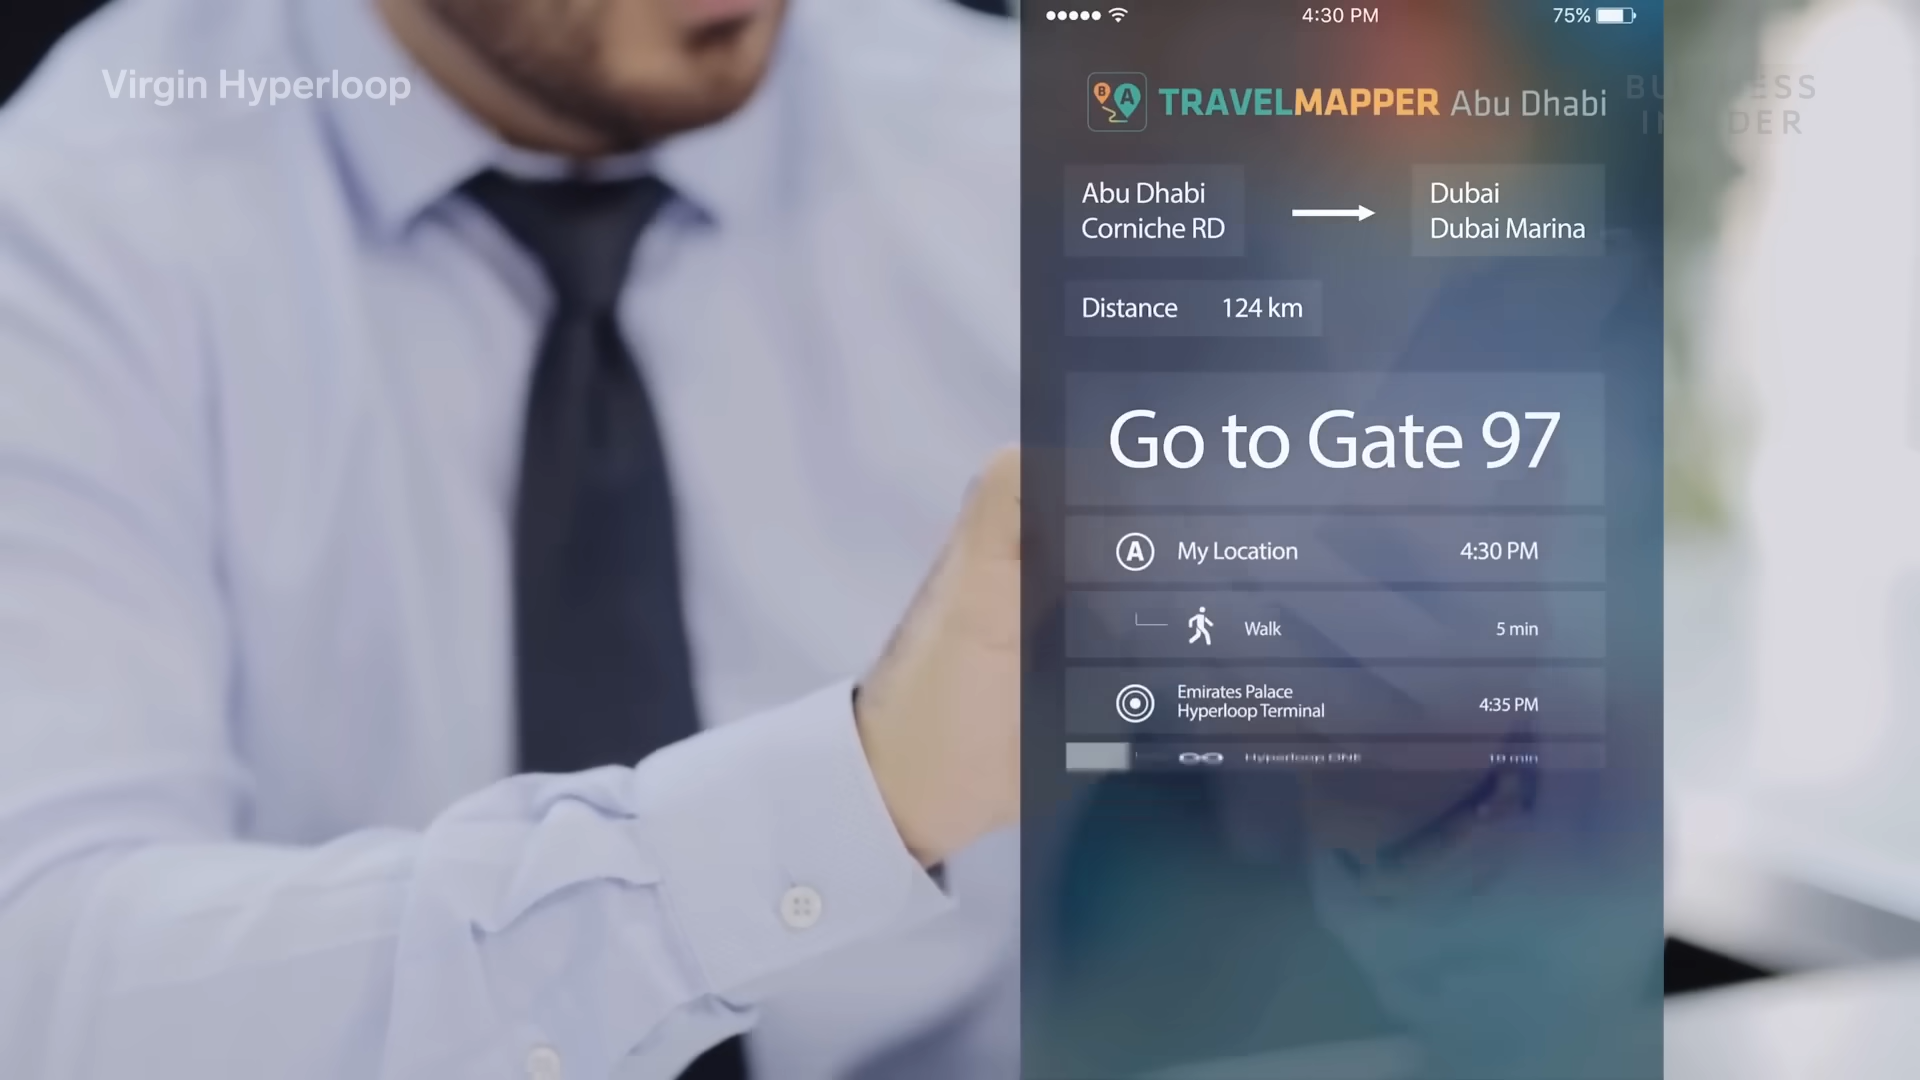 Virgin Hyperloop
4:30 PM
75%
B A
TRAVELMAPPER Abu Dhabi
Abu Dhabi
Corniche RD
Dubai
Dubai Marina
Distance 124 km
Go to Gate 97
A My Location 4:30 PM
Walk 5 min
Emirates Palace
Hyperloop Terminal
4:35 PM
Hyperloop ONE